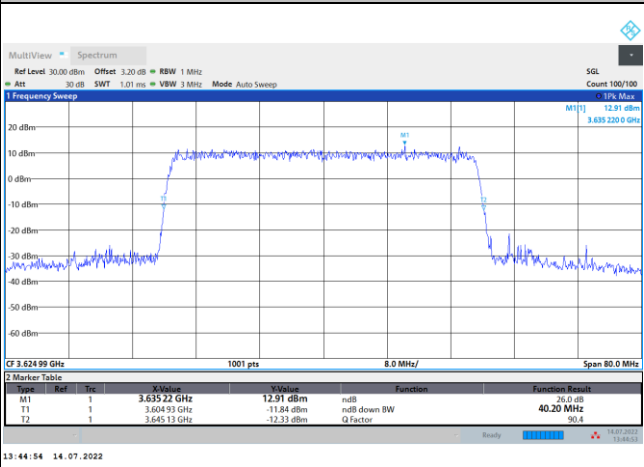 MultiView Spectrum
Ref Level 30.00 dBm Offset 3.20 dB RBW 1 MHz SGL
Att 30 dB SWT 1.01 ms VBW 3 MHz Mode Auto Sweep Count 100/100
1 Frequency Sweep 1Pk Max
M1[1] 12.91 dBm
3.635 220 0 GHz
20 dBm
M1
10 dBm
0 dBm
T1 T2
-10 dBm
-20 dBm
-30 dBm
-40 dBm
-50 dBm
-60 dBm
CF 3.624 99 GHz 1001 pts 8.0 MHz/ Span 80.0 MHz
2 Marker Table
Type Ref Trc X-Value Y-Value Function Function Result
M1 1 3.635 22 GHz 12.91 dBm ndB 26.0 dB
T1 1 3.604 93 GHz -11.84 dBm ndB down BW 40.20 MHz
T2 1 3.645 13 GHz -12.33 dBm Q Factor 90.4
Ready 14.07.2022
13:44:53
13:44:54 14.07.2022